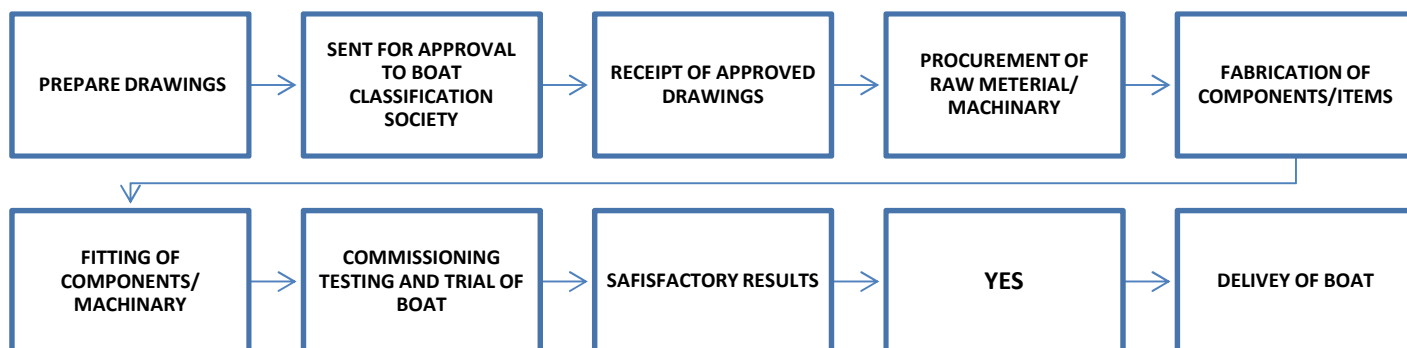 PREPARE DRAWINGS
SENT FOR APPROVAL
TO BOAT
CLASSIFICATION
SOCIETY
RECEIPT OF APPROVED
DRAWINGS
PROCUREMENT OF
RAW METERIAL/
MACHINARY
FABRICATION OF
COMPONENTS/ITEMS
FITTING OF
COMPONENTS/
MACHINARY
COMMISSIONING
TESTING AND TRIAL OF
BOAT
SAFISFACTORY RESULTS
YES
DELIVEY OF BOAT